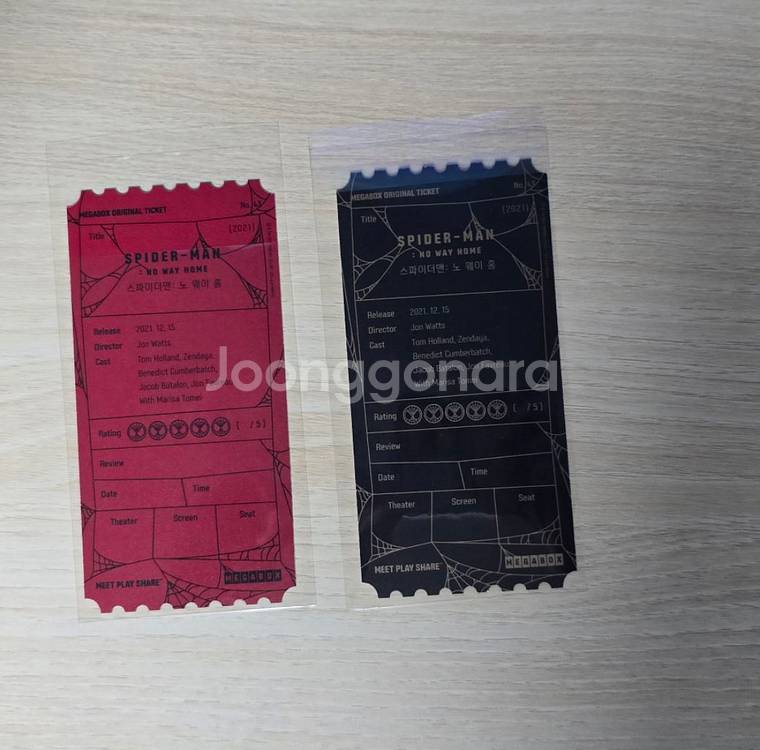 MEGABOX ORIGINAL TICKET
Title
[2021]
SPIDER-MAN
: NO WAY HOME
스파이더맨: 노 웨이 홈
Release 2021. 12. 15
Director Jon Watts
Cast Tom Holland, Zendaya,
Benedict Cumberbatch,
Jacob Batalon, Jon
With Marisa Tomei
Rating ( / 5 )
Review
Date Time
Theater Screen Seat
MEET PLAY SHARE
MEGABOX
MEGABOX ORIGINAL TICKET No.
Title
[2021]
SPIDER-MAN
: NO WAY HOME
스파이더맨: 노 웨이 홈
Release 2021. 12. 15
Director Jon Watts
Cast Tom Holland, Zendaya,
Benedict Cumberbatch,
Jacob Batalon, Jon
With Marisa Tomei
Rating ( / 5 )
Review
Date Time
Theater Screen Seat
MEET PLAY SHARE
MEGABOX
Joonggonara